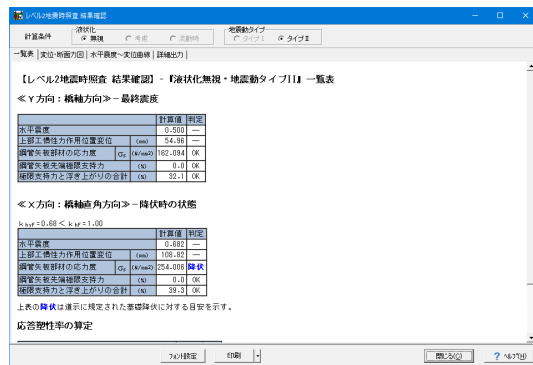 レベル2地震時照査 結果確認
計算条件
液状化
無視 考慮 流動時
地震動タイプ
タイプⅠ タイプⅡ
一覧表 変位・断面力図 水平震度～変位曲線 詳細出力
【レベル2地震時照査 結果確認】-『液状化無視・地震動タイプII』一覧表
≪Y方向：橋軸方向≫－最終震度
計算値 判定
水平震度 0.500 ―
上部工慣性力作用位置変位 (mm) 54.96 ―
鋼管矢板部材の応力度 σs (N/mm2) 162.094 OK
鋼管矢板先端極限支持力 (%) 0.0 OK
極限支持力と浮き上がりの合計 (%) 32.1 OK
≪X方向：橋軸直角方向≫－降伏時の状態
k hyF=0.68＜ k hF=1.00
計算値 判定
水平震度 0.682 ―
上部工慣性力作用位置変位 (mm) 108.82 ―
鋼管矢板部材の応力度 σs (N/mm2) 254.006 降伏
鋼管矢板先端極限支持力 (%) 0.0 OK
極限支持力と浮き上がりの合計 (%) 39.3 OK
上表の降伏は道示に規定された基礎降伏に対する目安を示す。
応答塑性率の算定
フォント設定 印刷 閉じる(C) ? ヘルプ(H)